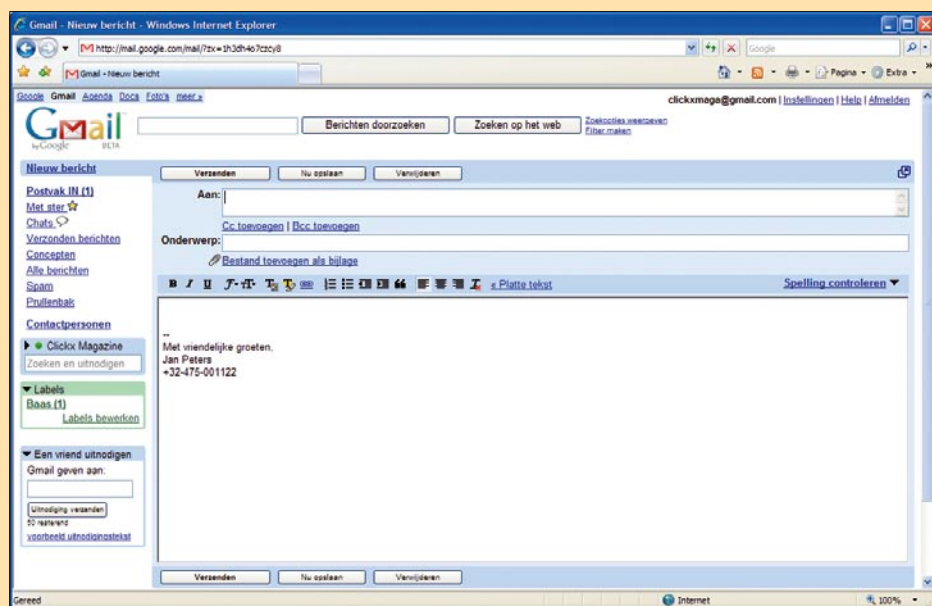 Gmail - Nieuw bericht - Windows Internet Explorer
http://mail.google.com/mail/?zx=1h3dh4o7czcy8
Google
Gmail - Nieuw bericht
Pagina
Extra
Google Gmail Agenda Docs Foto's meer »
clickxmaga@gmail.com | Instellingen | Help | Afmelden
Gmail
by Google BETA
Berichten doorzoeken
Zoeken op het web
Zoekopties weergeven
Filter maken
Nieuw bericht
Verzenden
Nu opslaan
Verwijderen
Postvak IN (1)
Met ster
Chats
Verzonden berichten
Concepten
Alle berichten
Spam
Prullenbak
Contactpersonen
Aan:
Cc toevoegen | Bcc toevoegen
Onderwerp:
Bestand toevoegen als bijlage
« Platte tekst
Spelling controleren ▼
--
Met vriendelijke groeten,
Jan Peters
+32-475-001122
Clickx Magazine
Zoeken en uitnodigen
Labels
Baas (1)
Labels bewerken
Een vriend uitnodigen
Gmail geven aan:
Uitnodiging verzenden
50 resterend
voorbeeld uitnodigingstekst
Verzenden
Nu opslaan
Verwijderen
Gereed
Internet
100%